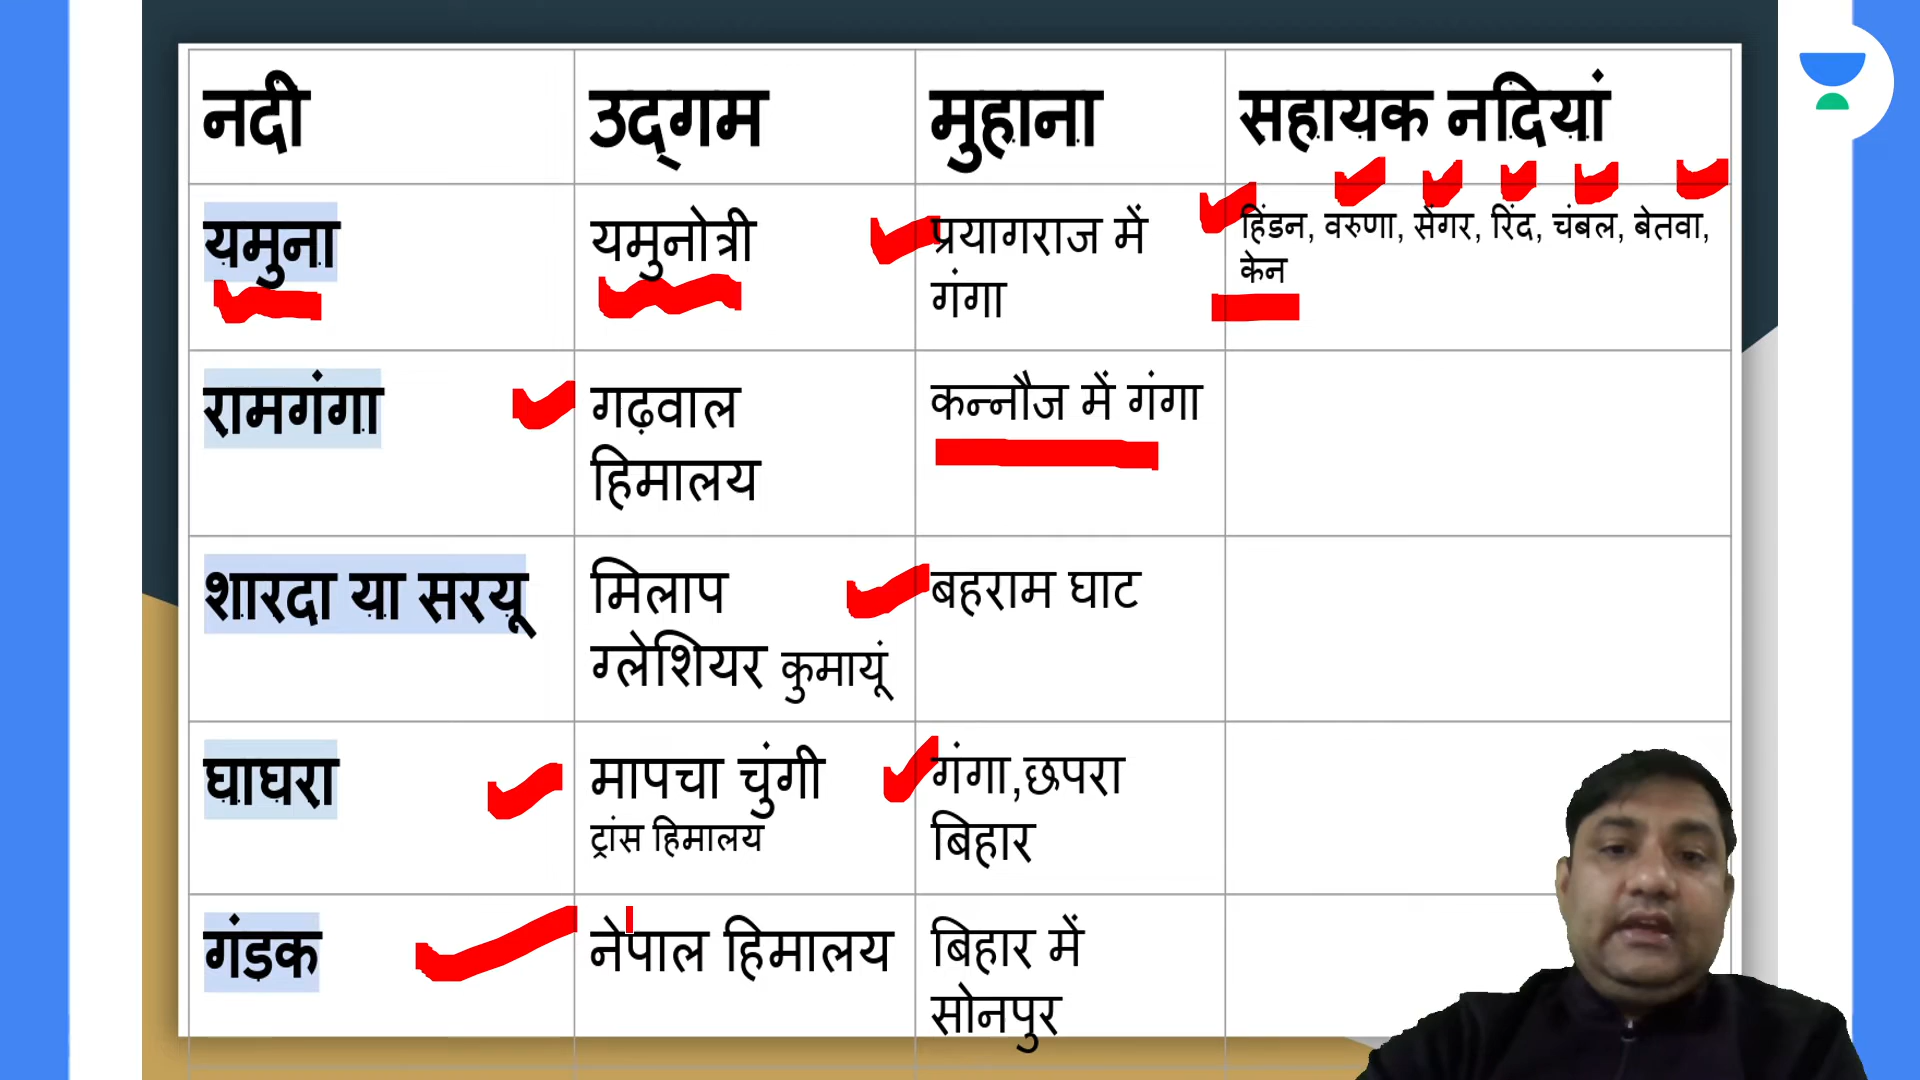 नदी उद्गम मुहाना सहायक नदियां
यमुना यमुनोत्री प्रयागराज में हिंडन, वरुणा, सेंगर, रिंद, चंबल, बेतवा,
गंगा केन
रामगंगा गढ़वाल कन्नौज में गंगा
हिमालय
शारदा या सरयू मिलाप बहराम घाट
ग्लेशियर कुमायूं
घाघरा मापचा चुंगी गंगा,छपरा
ट्रांस हिमालय बिहार
गंडक नेपाल हिमालय बिहार में
सोनपुर